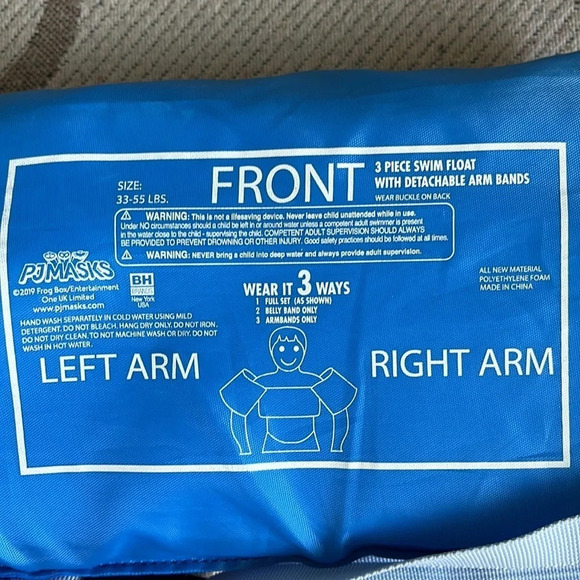 SIZE:
33-55 LBS.
FRONT
3 PIECE SWIM FLOAT
WITH DETACHABLE ARM BANDS
WEAR BUCKLE ON BACK
WARNING: This is not a lifesaving device. Never leave child unattended while in use.
Under NO circumstances should a child be left in or around water unless a competent adult swimmer is present
in the water close to the child - supervising the child. COMPETENT ADULT SUPERVISION SHOULD ALWAYS
BE PROVIDED TO PREVENT DROWNING OR OTHER INJURY. Good safety practices should be followed at all times.
WARNING: NEVER bring a child into deep water and always provide adult supervision.
PJMASKS
©2019 Frog Box/Entertainment
One UK Limited
www.pjmasks.com
BH
BRANDS
New York
USA
WEAR IT 3 WAYS
1 FULL SET (AS SHOWN)
2 BELLY BAND ONLY
3 ARMBANDS ONLY
ALL NEW MATERIAL
POLYETHYLENE FOAM
MADE IN CHINA
HAND WASH SEPARATELY IN COLD WATER USING MILD
DETERGENT. DO NOT BLEACH. HANG DRY ONLY. DO NOT IRON.
DO NOT DRY CLEAN. TO NOT MACHINE WASH OR DRY. DO NOT
WASH IN HOT WATER.
LEFT ARM
RIGHT ARM